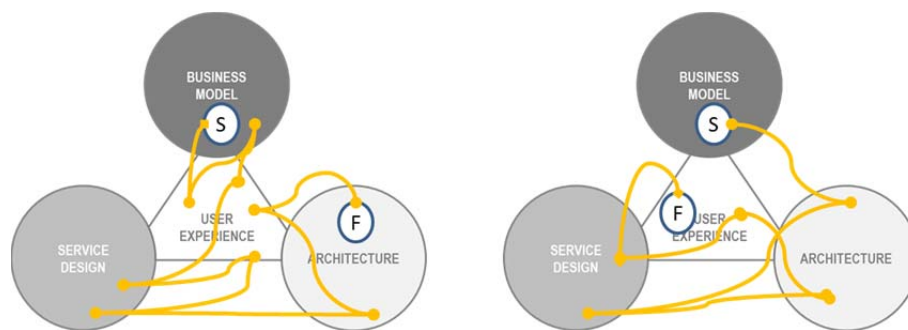 BUSINESS
MODEL
S
USER
EXPERIENCE
F
SERVICE
DESIGN
ARCHITECTURE
BUSINESS
MODEL
S
F
USER
EXPERIENCE
SERVICE
DESIGN
ARCHITECTURE